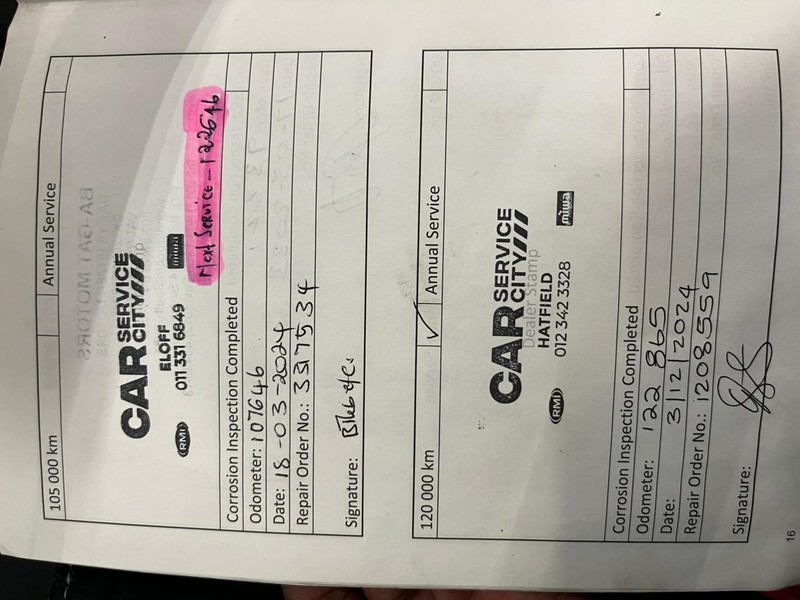 105 000 km
Annual Service
CAR SERVICE
CITY
ELOFF
RMI
011 331 6849
miwa
Next Service - 122646
Corrosion Inspection Completed
Odometer: 107646
Date: 18-03-2024
Repair Order No.: 3317534
Signature:
120 000 km
✓
Annual Service
CAR SERVICE
CITY
Dealer Stamp
HATFIELD
RMI
012 342 3328
miwa
Corrosion Inspection Completed
Odometer: 122 865
Date: 3/12/2024
Repair Order No.: 1208559
Signature:
16